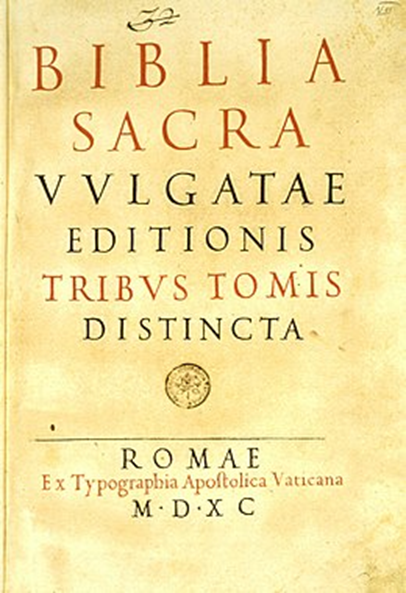 BIBLIA
SACRA
VVLGATAE
EDITIONIS
TRIBVS TOMIS
DISTINCTA
ROMAE
Ex Typographia Apoſtolica Vaticana
M·D·XC